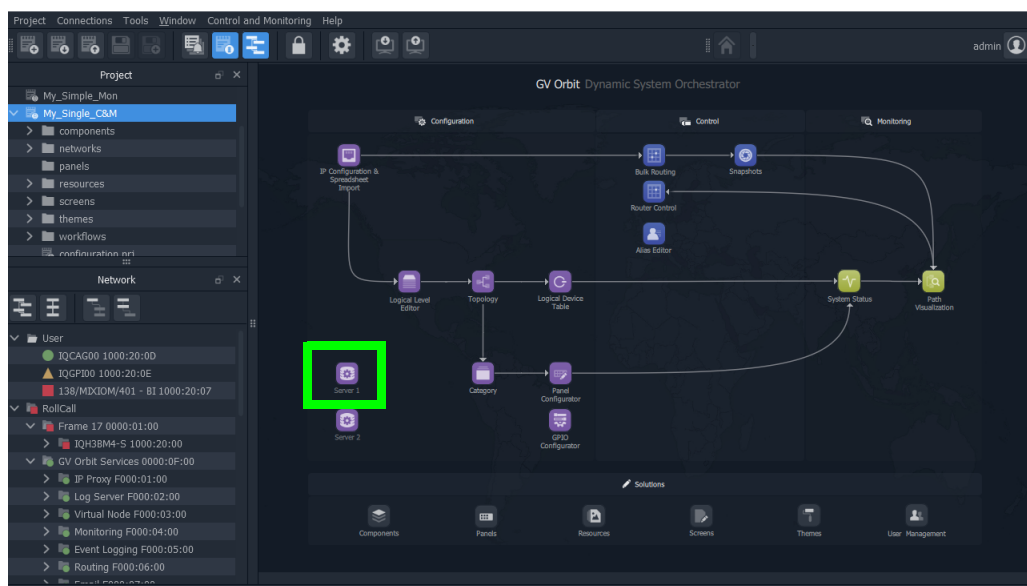 Project Connections Tools Window Control and Monitoring Help
admin
Project
My_Simple_Mon
My_Single_C&M
components
networks
panels
resources
screens
themes
workflows
configuration.prj
Network
User
IQCAG00 1000:20:0D
IQGPI00 1000:20:0E
138/MIXIOM/401 - BI 1000:20:07
RollCall
Frame 17 0000:01:00
IQH3BM4-S 1000:20:00
GV Orbit Services 0000:0F:00
IP Proxy F000:01:00
Log Server F000:02:00
Virtual Node F000:03:00
Monitoring F000:04:00
Event Logging F000:05:00
Routing F000:06:00
Email F000:07:00
GV Orbit Dynamic System Orchestrator
Configuration
Control
Monitoring
IP Configuration &
Spreadsheet
Import
Bulk Routing
Snapshots
Router Control
Alias Editor
Logical Level
Editor
Topology
Logical Device
Table
System Status
Path
Visualization
Server 1
Category
Panel
Configurator
Server 2
GPIO
Configurator
Solutions
Components
Panels
Resources
Screens
Themes
User Management